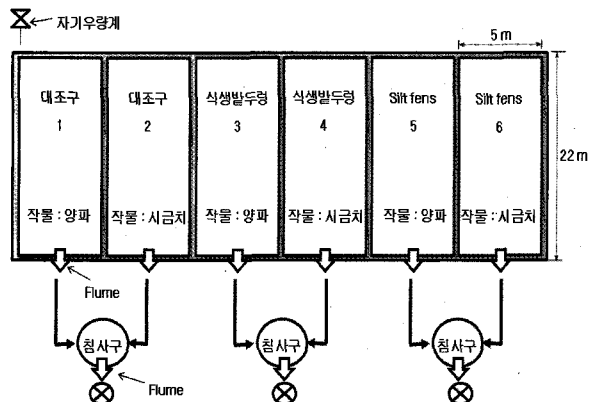 자기우량계
5 m
대조구
1
작물 : 양파
대조구
2
작물 : 시금치
식생밭두렁
3
작물 : 양파
식생밭두렁
4
작물 : 시금치
Silt fens
5
작물 : 양파
Silt fens
6
작물 : 시금치
22 m
Flume
침사구
침사구
침사구
Flume